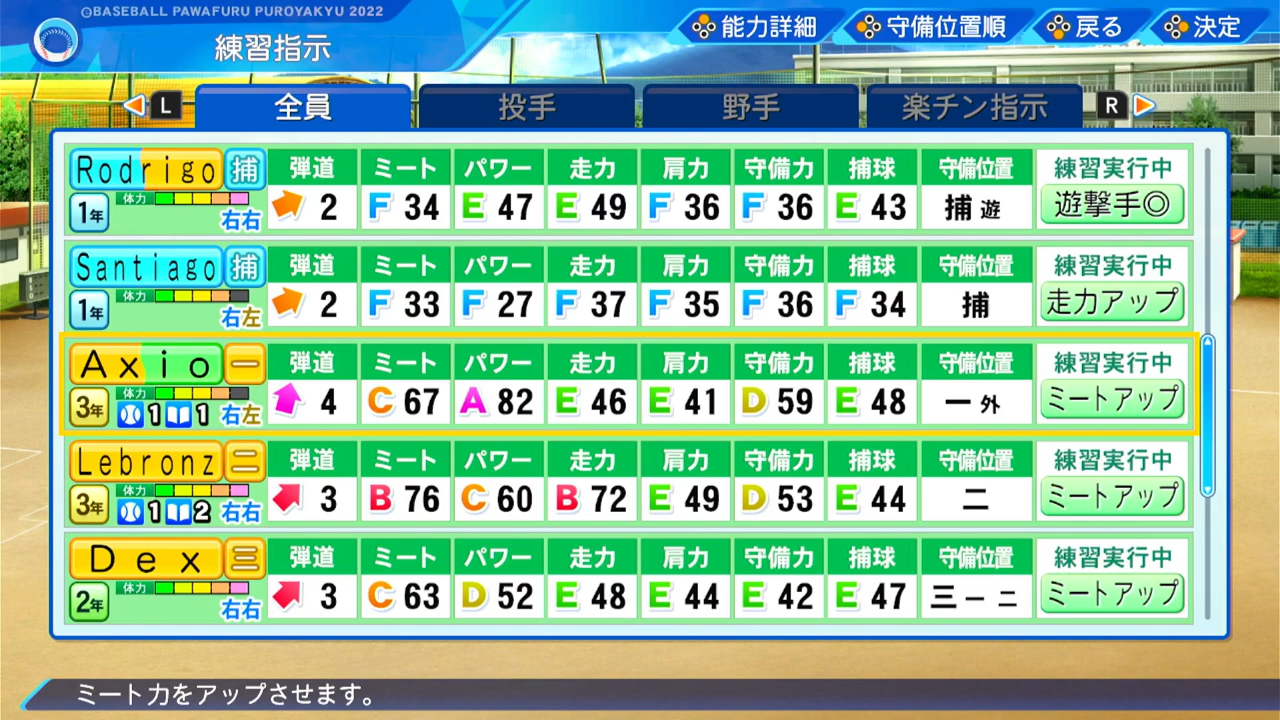 ©BASEBALL PAWAFURU PUROYAKYU 2022
練習指示
能力詳細 守備位置順 戻る 決定
L 全員 投手 野手 楽チン指示 R
Rodrigo 捕 弾道 ミート パワー 走力 肩力 守備力 捕球 守備位置 練習実行中
1年 体力 右右 2 F 34 E 47 E 49 F 36 F 36 E 43 捕 遊 遊撃手◎
Santiago 捕 弾道 ミート パワー 走力 肩力 守備力 捕球 守備位置 練習実行中
1年 体力 右左 2 F 33 F 27 F 37 F 35 F 36 F 34 捕 走力アップ
Axio 一 弾道 ミート パワー 走力 肩力 守備力 捕球 守備位置 練習実行中
3年 体力 1 1 右左 4 C 67 A 82 E 46 E 41 D 59 E 48 一 外 ミートアップ
Lebronz 二 弾道 ミート パワー 走力 肩力 守備力 捕球 守備位置 練習実行中
3年 体力 1 2 右右 3 B 76 C 60 B 72 E 49 D 53 E 44 二 ミートアップ
Dex 三 弾道 ミート パワー 走力 肩力 守備力 捕球 守備位置 練習実行中
2年 体力 右右 3 C 63 D 52 E 48 E 44 E 42 E 47 三 一 二 ミートアップ
ミート力をアップさせます。